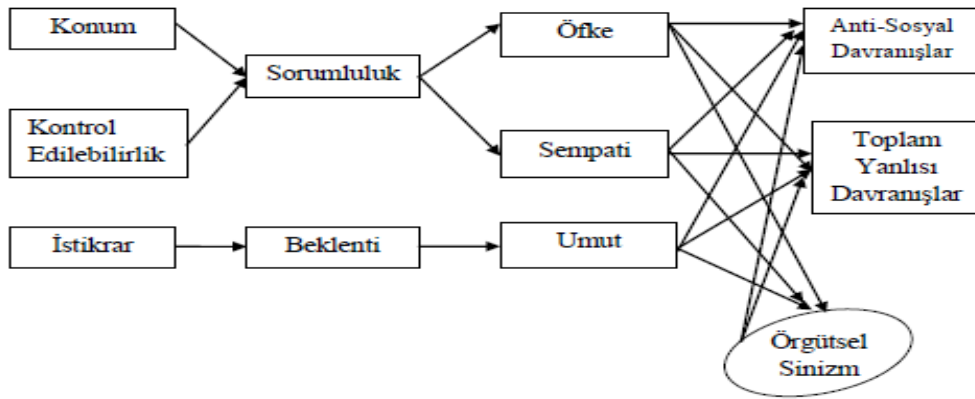 Konum
Kontrol
Edilebilirlik
İstikrar
Sorumluluk
Beklenti
Öfke
Sempati
Umut
Anti-Sosyal
Davranışlar
Toplam
Yanlısı
Davranışlar
Örgütsel
Sinizm